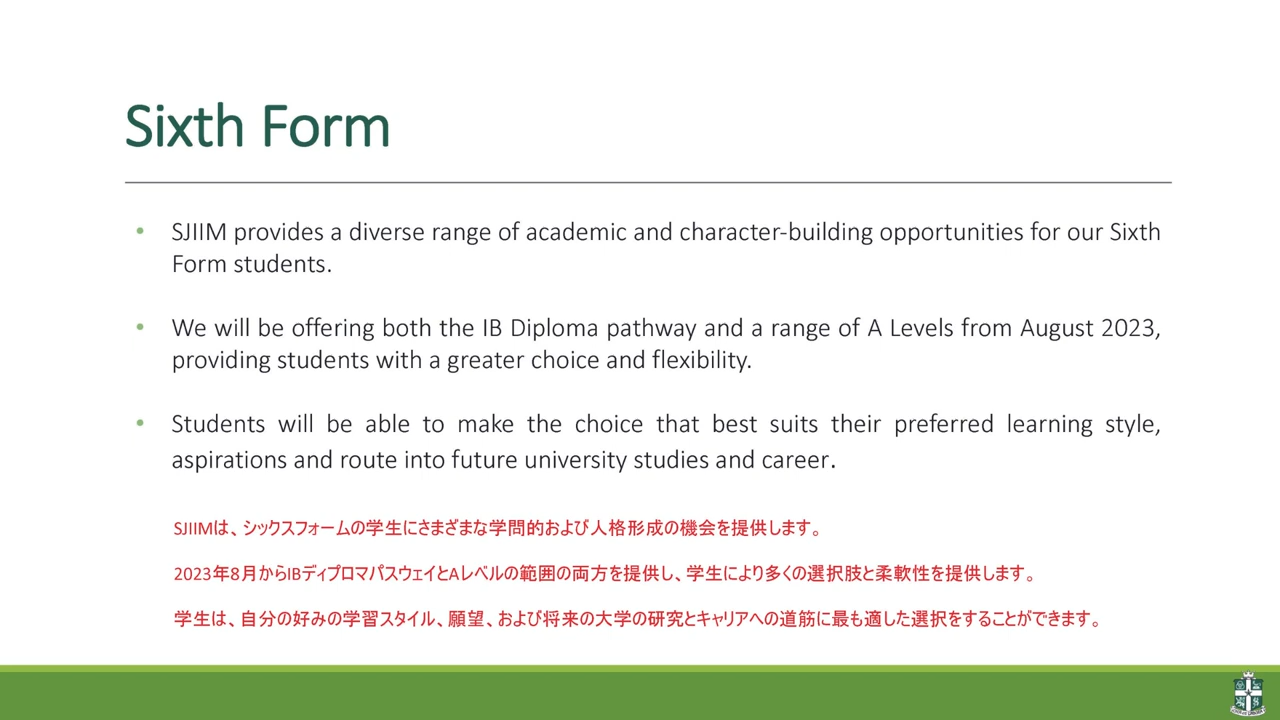 Sixth Form
• SJIIM provides a diverse range of academic and character-building opportunities for our Sixth
Form students.
• We will be offering both the IB Diploma pathway and a range of A Levels from August 2023,
providing students with a greater choice and flexibility.
• Students will be able to make the choice that best suits their preferred learning style,
aspirations and route into future university studies and career.
SJIIMは、シックスフォームの学生にさまざまな学問的および人格形成の機会を提供します。
2023年8月からIBディプロマパスウェイとAレベルの範囲の両方を提供し、学生により多くの選択肢と柔軟性を提供します。
学生は、自分の好みの学習スタイル、願望、および将来の大学の研究とキャリアへの道筋に最も適した選択をすることができます。